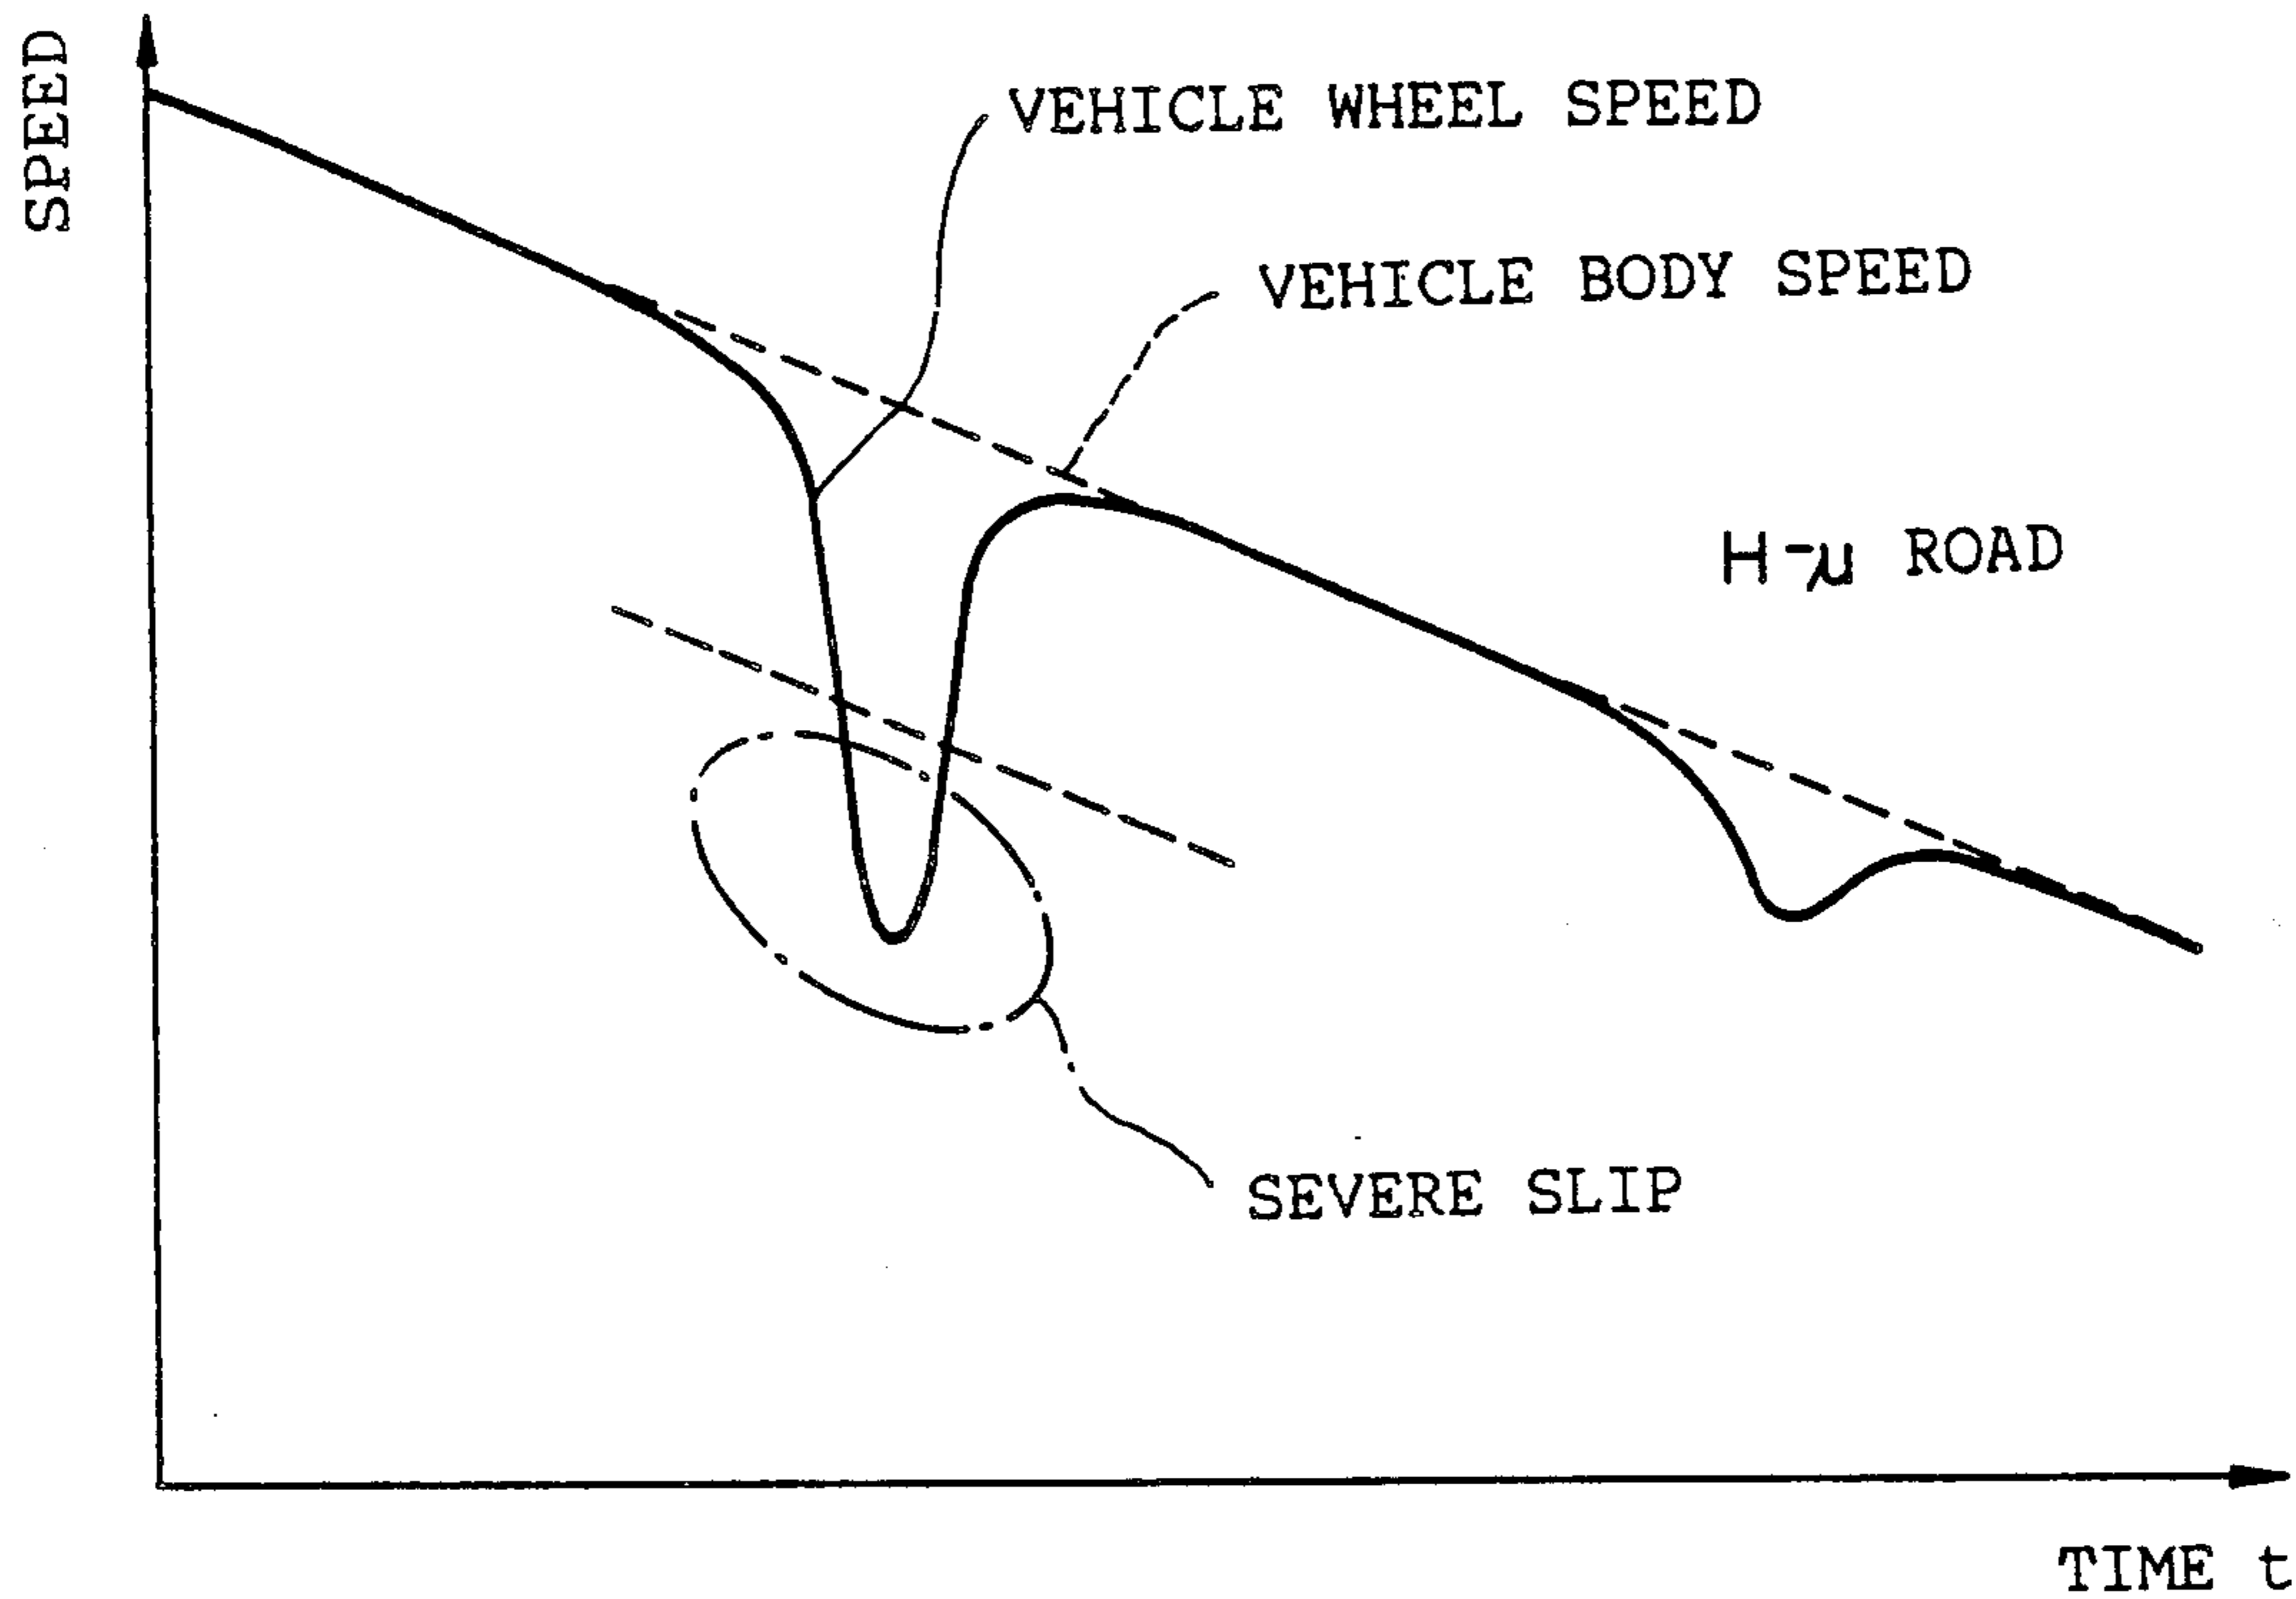 SPEED
VEHICLE WHEEL SPEED
VEHICLE BODY SPEED
H-μ ROAD
SEVERE SLIP
TIME t